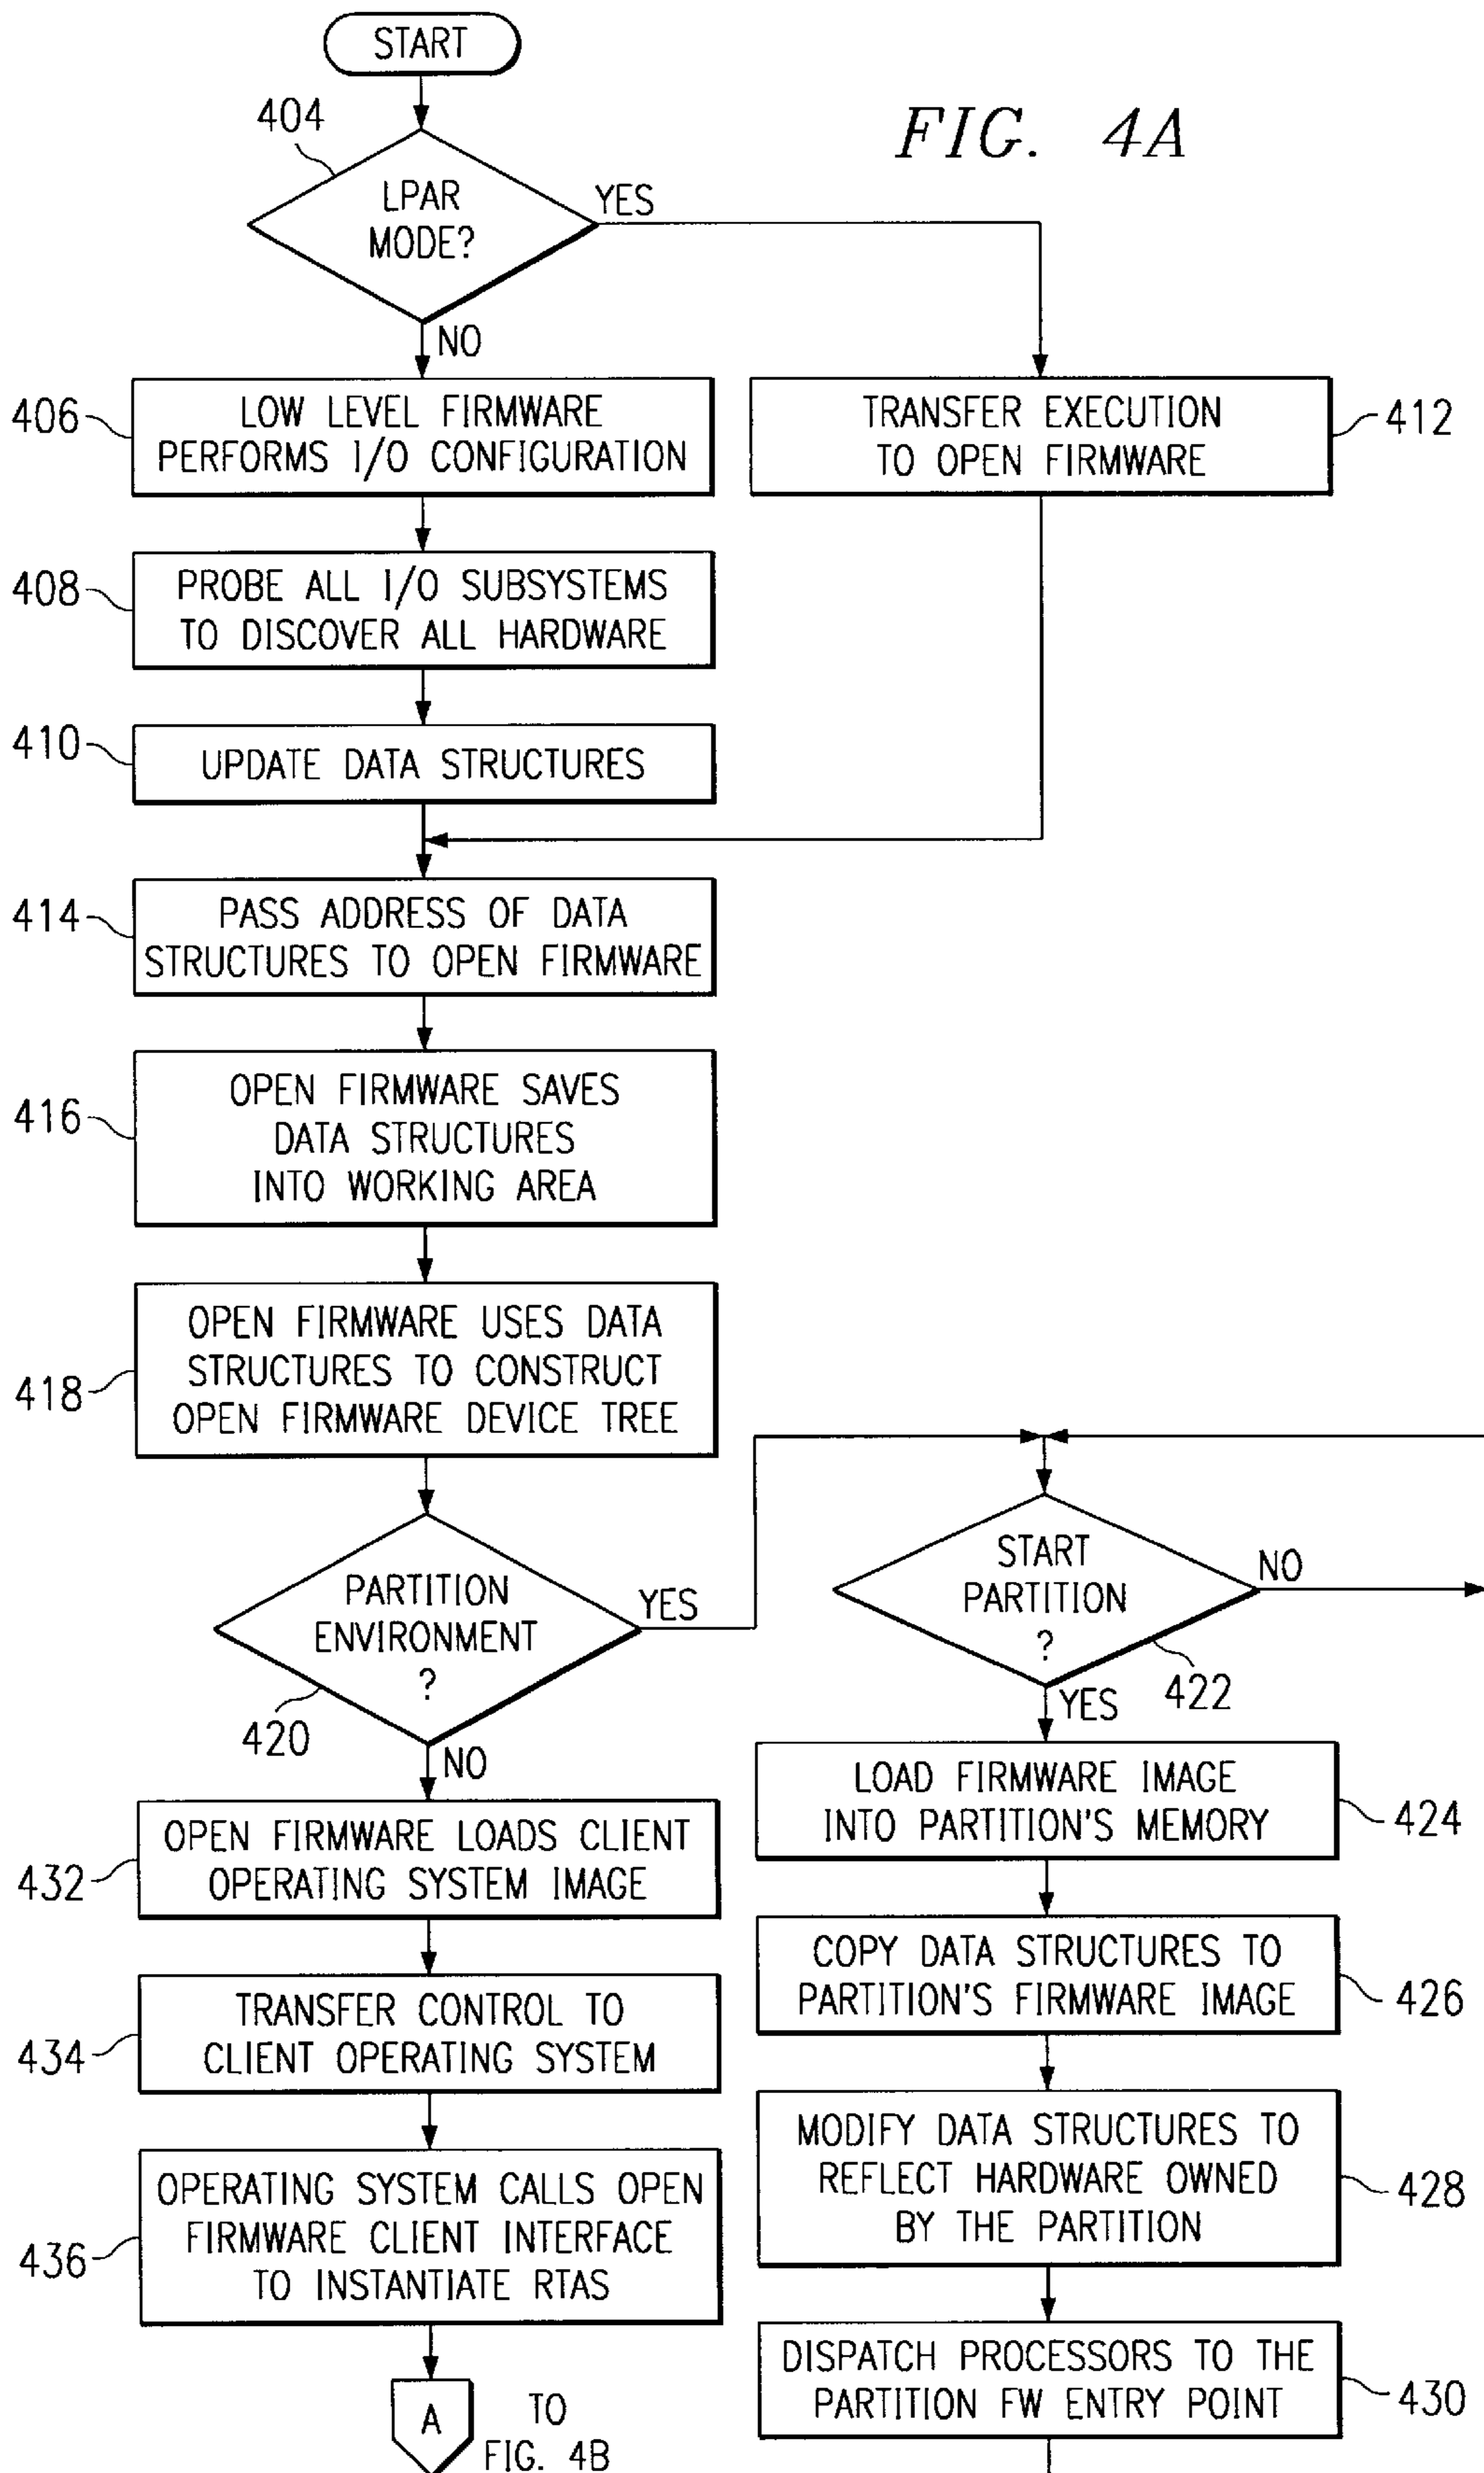 START
FIG. 4A
404
LPAR
MODE?
YES
NO
406
LOW LEVEL FIRMWARE
PERFORMS I/O CONFIGURATION
TRANSFER EXECUTION
TO OPEN FIRMWARE
412
408
PROBE ALL I/O SUBSYSTEMS
TO DISCOVER ALL HARDWARE
410
UPDATE DATA STRUCTURES
414
PASS ADDRESS OF DATA
STRUCTURES TO OPEN FIRMWARE
416
OPEN FIRMWARE SAVES
DATA STRUCTURES
INTO WORKING AREA
418
OPEN FIRMWARE USES DATA
STRUCTURES TO CONSTRUCT
OPEN FIRMWARE DEVICE TREE
PARTITION
ENVIRONMENT
?
YES
420
NO
START
PARTITION
?
NO
422
YES
LOAD FIRMWARE IMAGE
INTO PARTITION'S MEMORY
424
432
OPEN FIRMWARE LOADS CLIENT
OPERATING SYSTEM IMAGE
COPY DATA STRUCTURES TO
PARTITION'S FIRMWARE IMAGE
426
434
TRANSFER CONTROL TO
CLIENT OPERATING SYSTEM
MODIFY DATA STRUCTURES TO
REFLECT HARDWARE OWNED
BY THE PARTITION
428
436
OPERATING SYSTEM CALLS OPEN
FIRMWARE CLIENT INTERFACE
TO INSTANTIATE RTAS
DISPATCH PROCESSORS TO THE
PARTITION FW ENTRY POINT
430
A
TO
FIG. 4B